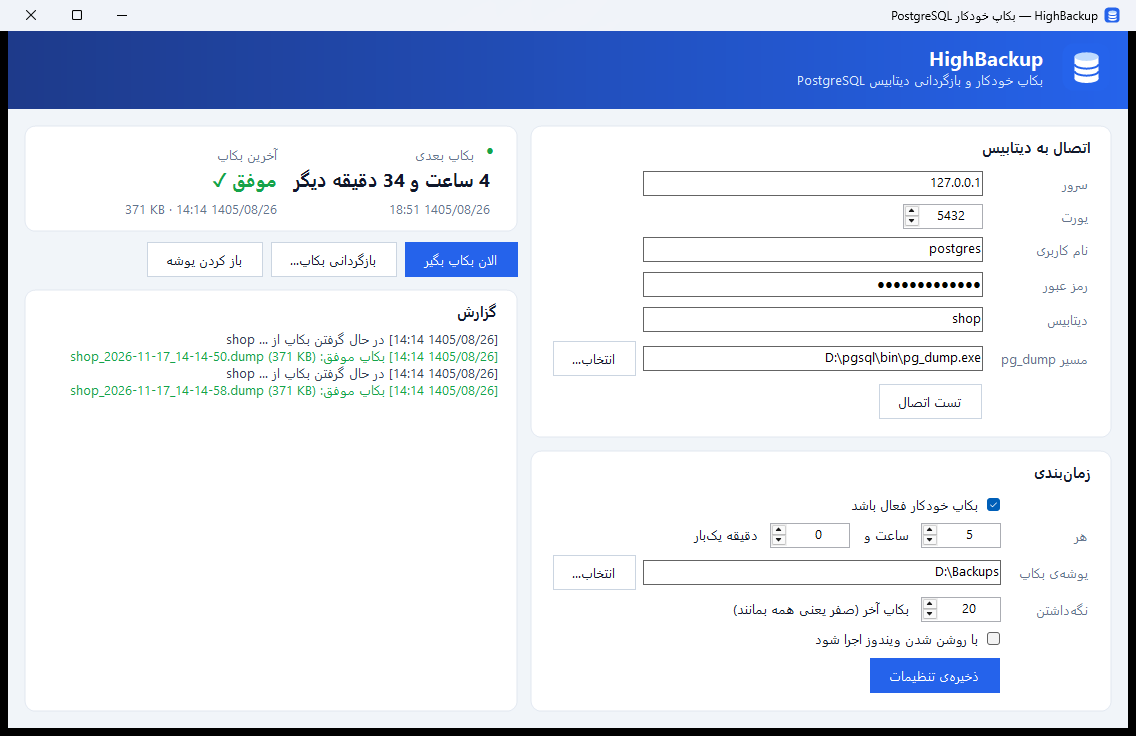 HighBackup — بکاپ خودکار PostgreSQL
HighBackup
بکاپ خودکار و بازگردانی دیتابیس PostgreSQL
اتصال به دیتابیس
سرور 127.0.0.1
پورت 5432
نام کاربری postgres
رمز عبور ●●●●●●●●●●●●●
دیتابیس shop
مسیر pg_dump D:\pgsql\bin\pg_dump.exe انتخاب...
تست اتصال
زمان‌بندی
بکاپ خودکار فعال باشد
هر 5 ساعت و 0 دقیقه یک‌بار
پوشه‌ی بکاپ D:\Backups انتخاب...
نگه‌داشتن 20 بکاپ آخر (صفر یعنی همه بمانند)
با روشن شدن ویندوز اجرا شود
ذخیره‌ی تنظیمات
بکاپ بعدی
4 ساعت و 34 دقیقه دیگر
1405/08/26 18:51
آخرین بکاپ
موفق ✓
1405/08/26 14:14 · 371 KB
الان بکاپ بگیر
بازگردانی بکاپ...
باز کردن پوشه
گزارش
[1405/08/26 14:14] در حال گرفتن بکاپ از shop ...
[1405/08/26 14:14] بکاپ موفق: shop_2026-11-17_14-14-50.dump (371 KB)
[1405/08/26 14:14] در حال گرفتن بکاپ از shop ...
[1405/08/26 14:14] بکاپ موفق: shop_2026-11-17_14-14-58.dump (371 KB)